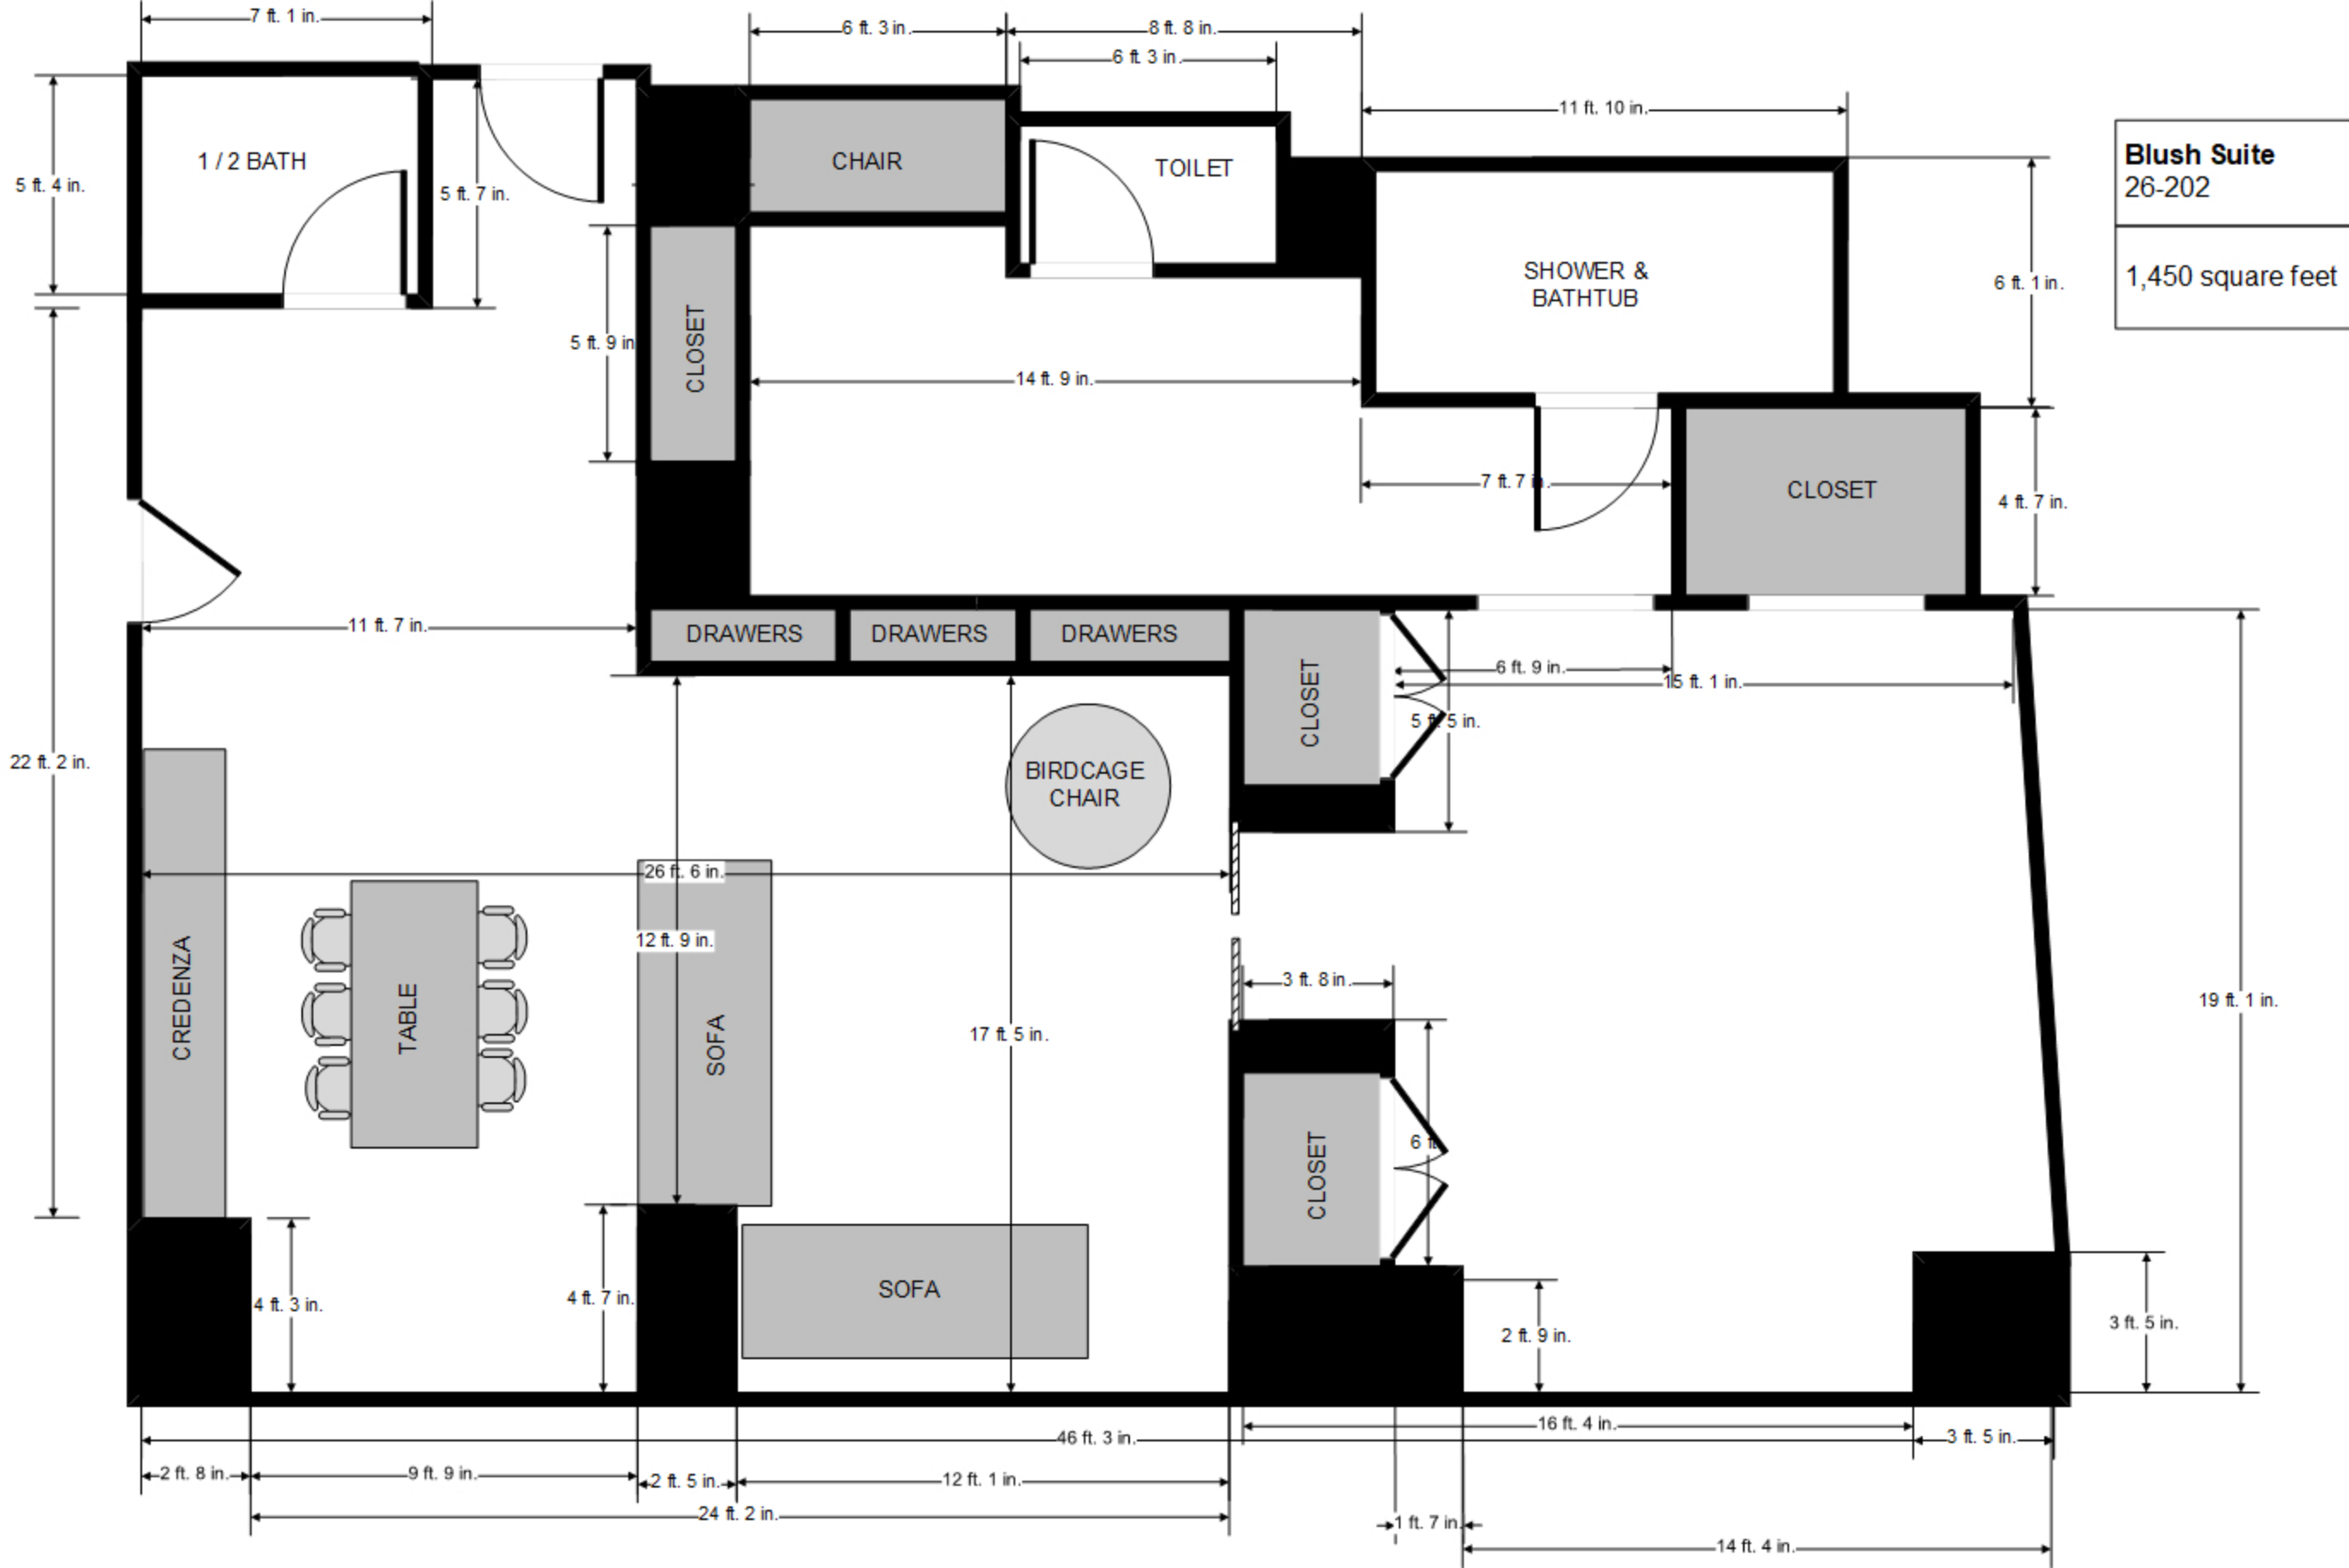 7 ft. 1 in.
6 ft. 3 in.
8 ft. 8 in.
6 ft. 3 in.
11 ft. 10 in.
Blush Suite
26-202
1,450 square feet
1 / 2 BATH
CHAIR
TOILET
5 ft. 4 in.
5 ft. 7 in.
SHOWER &
BATHTUB
6 ft. 1 in.
CLOSET
5 ft. 9 in
14 ft. 9 in.
7 ft. 7 in.
CLOSET
4 ft. 7 in.
11 ft. 7 in.
DRAWERS
DRAWERS
DRAWERS
CLOSET
6 ft. 9 in.
15 ft. 1 in.
5 ft. 5 in.
22 ft. 2 in.
BIRDCAGE
CHAIR
26 ft. 6 in.
12 ft. 9 in.
CREDENZA
TABLE
SOFA
17 ft. 5 in.
3 ft. 8 in.
19 ft. 1 in.
CLOSET
6 ft.
SOFA
4 ft. 3 in.
4 ft. 7 in.
2 ft. 9 in.
3 ft. 5 in.
16 ft. 4 in.
46 ft. 3 in.
3 ft. 5 in.
2 ft. 8 in.
9 ft. 9 in.
2 ft. 5 in.
12 ft. 1 in.
24 ft. 2 in.
1 ft. 7 in.
14 ft. 4 in.